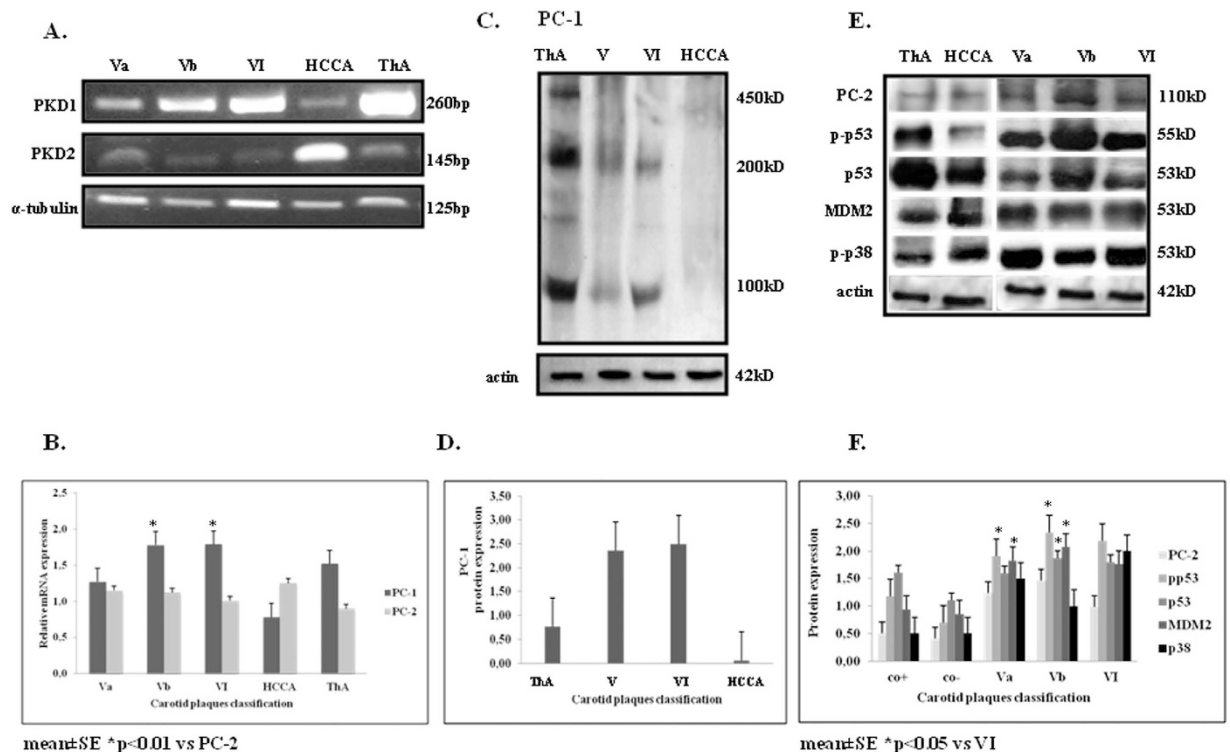 A.
Va Vb VI HCCA ThA
PKD1 260bp
PKD2 145bp
α-tubulin 125bp
C. PC-1
ThA V VI HCCA
450kD
200kD
100kD
actin 42kD
E.
ThA HCCA Va Vb VI
PC-2 110kD
p-p53 55kD
p53 53kD
MDM2 53kD
p-p38 53kD
actin 42kD
B.
Relative mRNA expression
2.5
2.0
1.5
1.0
0.5
0,0
* *
PC-1
PC-2
Va Vb VI HCCA ThA
Carotid plaques classification
mean±SE *p<0.01 vs PC-2
D.
PC-1
protein expression
3.50
3.00
2.50
2.00
1.50
1.00
0.50
0.00
ThA V VI HCCA
Carotid plaques classification
F.
Protein expression
3,00
2,50
2,00
1,50
1,00
0,50
0,00
* * * * *
PC-2
pp53
p53
MDM2
p38
co+ co- Va Vb VI
Carotid plaques classification
mean±SE *p<0.05 vs VI